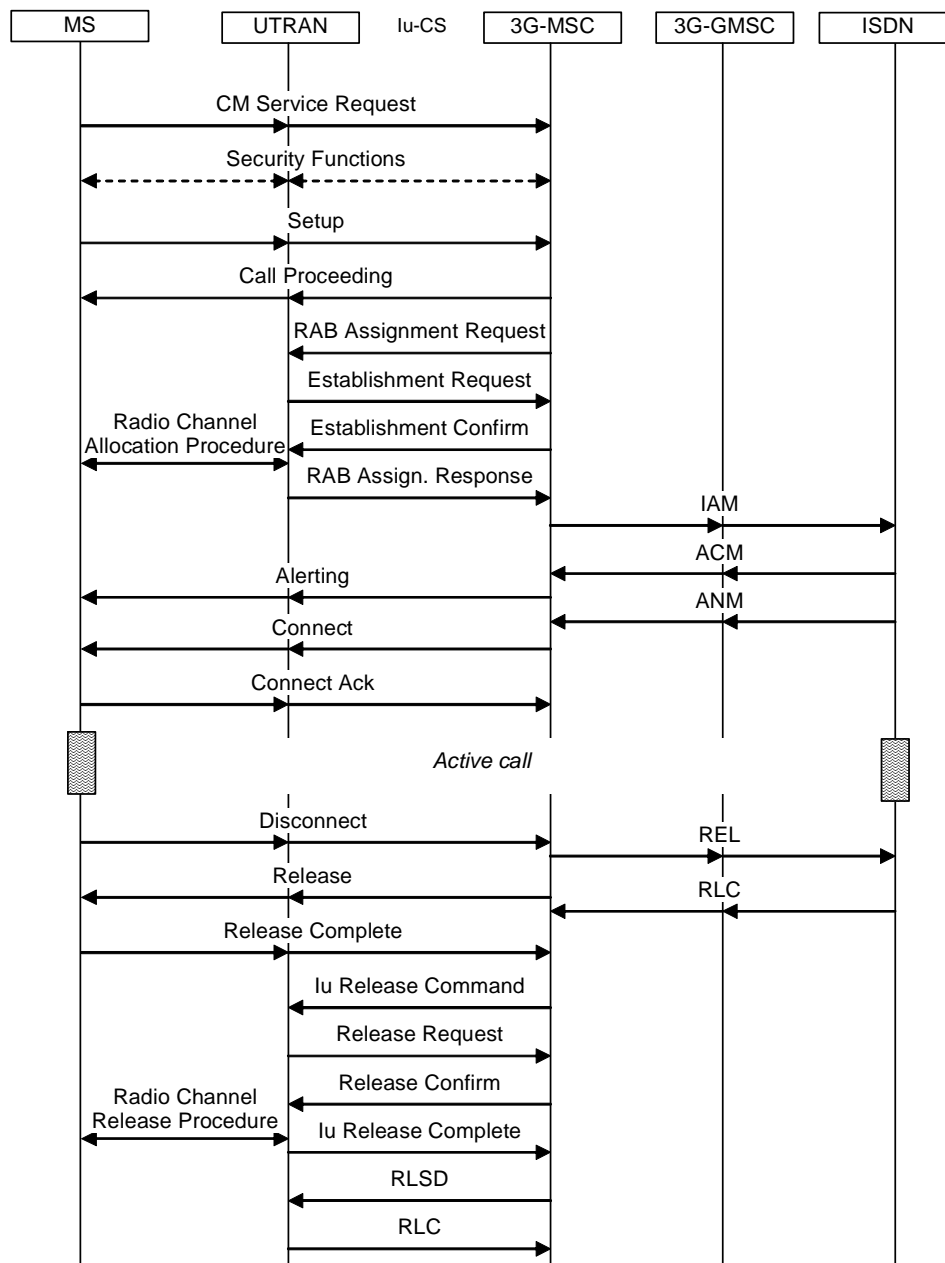 MS
UTRAN
Iu-CS
3G-MSC
3G-GMSC
ISDN
CM Service Request
Security Functions
Setup
Call Proceeding
RAB Assignment Request
Establishment Request
Radio Channel
Allocation Procedure
Establishment Confirm
RAB Assign. Response
IAM
ACM
Alerting
ANM
Connect
Connect Ack
Active call
Disconnect
REL
Release
RLC
Release Complete
Iu Release Command
Release Request
Radio Channel
Release Procedure
Release Confirm
Iu Release Complete
RLSD
RLC